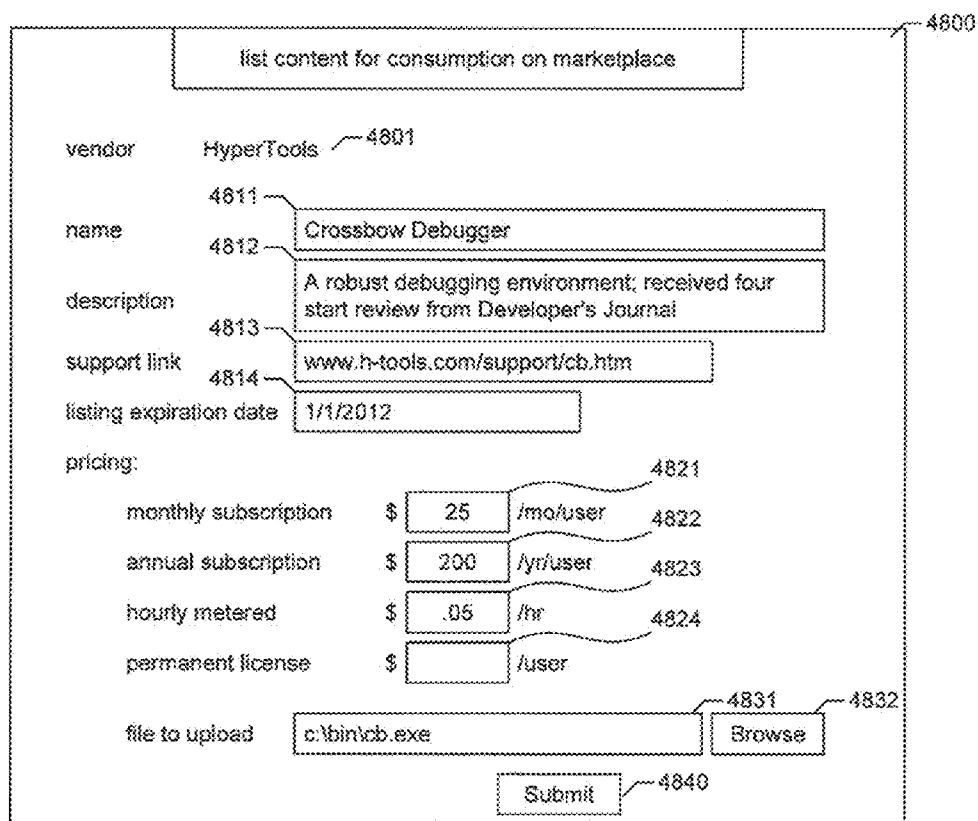 4800
list content for consumption on marketplace
vendor HyperTools 4801
4811
name Crossbow Debugger
4812
description A robust debugging environment; received four
start review from Developer's Journal
4813
support link www.h-tools.com/support/cb.htm
4814
listing expiration date 1/1/2012
pricing:
4821
monthly subscription $ 25 /mo/user
4822
annual subscription $ 200 /yr/user
4823
hourly metered $ .05 /hr
4824
permanent license $ /user
4831 4832
file to upload c:\bin\cb.exe Browse
Submit 4840